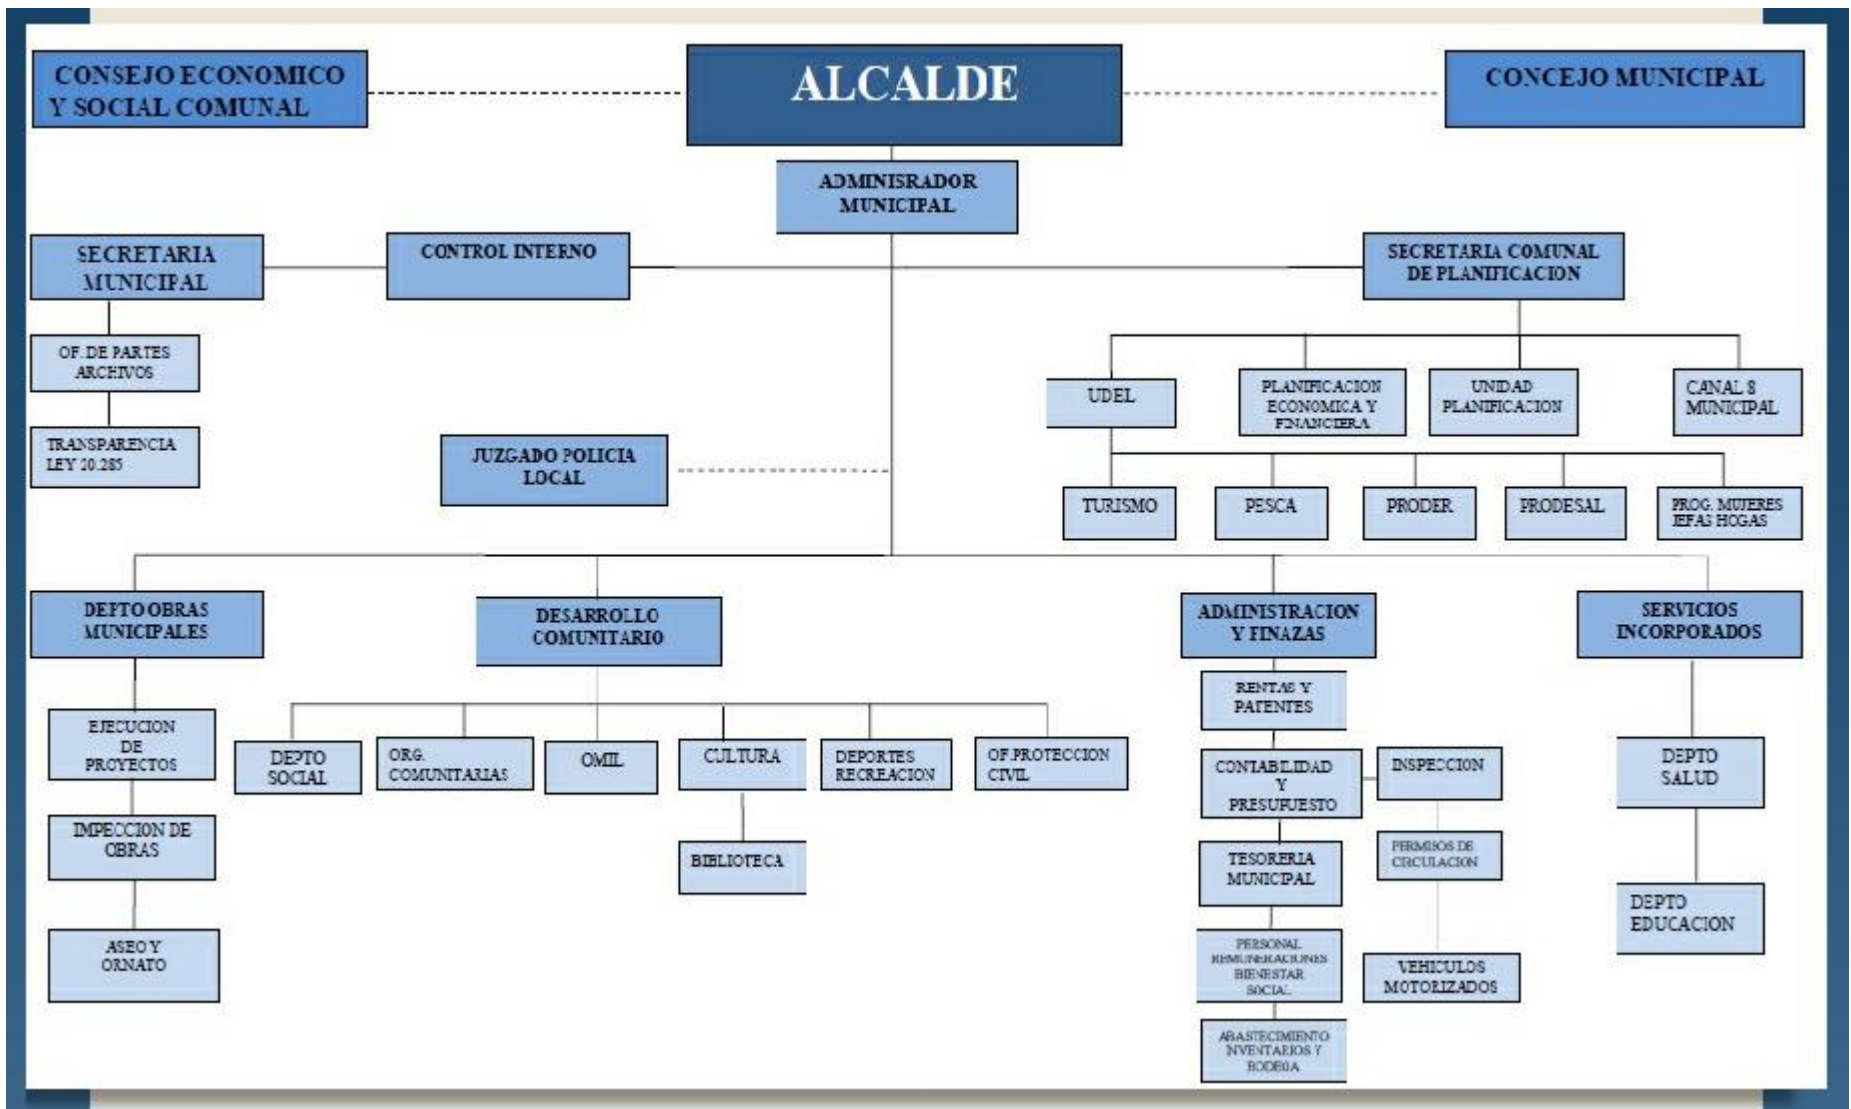 CONSEJO ECONOMICO
Y SOCIAL COMUNAL
ALCALDE
CONCEJO MUNICIPAL
ADMINISRADOR
MUNICIPAL
SECRETARIA
MUNICIPAL
CONTROL INTERNO
SECRETARIA COMUNAL
DE PLANIFICACION
OF. DE PARTES
ARCHIVOS
TRANSPARENCIA
LEY 20.285
UDEL
PLANIFICACION
ECONOMICA Y
FINANCIERA
UNIDAD
PLANIFICACION
CANAL 8
MUNICIPAL
JUZGADO POLICIA
LOCAL
TURISMO
PESCA
PRODER
PRODESAL
PROG. MUJERES
JEFAS HOGAS
DEPTO OBRAS
MUNICIPALES
DESARROLLO
COMUNITARIO
ADMINISTRACION
Y FINAZAS
SERVICIOS
INCORPORADOS
EJECUCION
DE
PROYECTOS
IMPECCION DE
OBRAS
ASEO Y
ORNATO
DEPTO
SOCIAL
ORG.
COMUNITARIAS
OMIL
CULTURA
BIBLIOTECA
DEPORTES
RECREACION
OF.PROTECCION
CIVIL
RENTAS Y
PATENTES
CONTABILIDAD
Y
PRESUPUESTO
TESORERIA
MUNICIPAL
PERSONAL
REMUNERACIONES
BIENESTAR
SOCIAL
ABASTECIMIENTO
INVENTARIOS Y
BODEGA
INSPECCION
PERMISOS DE
CIRCULACION
VEHICULOS
MOTORIZADOS
DEPTO
SALUD
DEPTO
EDUCACION